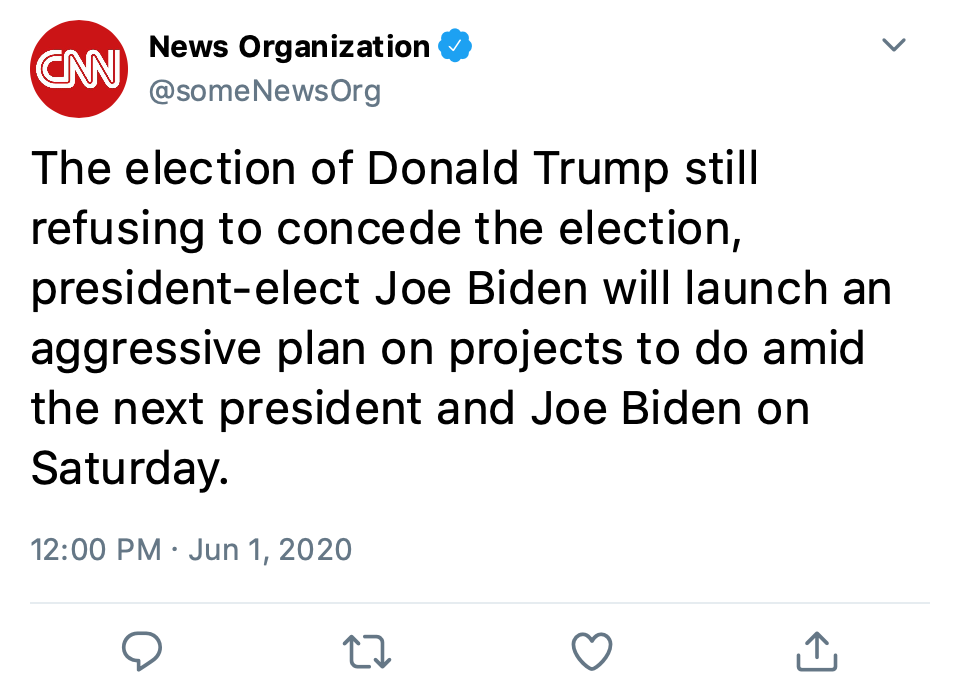 CNN
News Organization
@someNewsOrg
The election of Donald Trump still
refusing to concede the election,
president-elect Joe Biden will launch an
aggressive plan on projects to do amid
the next president and Joe Biden on
Saturday.
12:00 PM · Jun 1, 2020